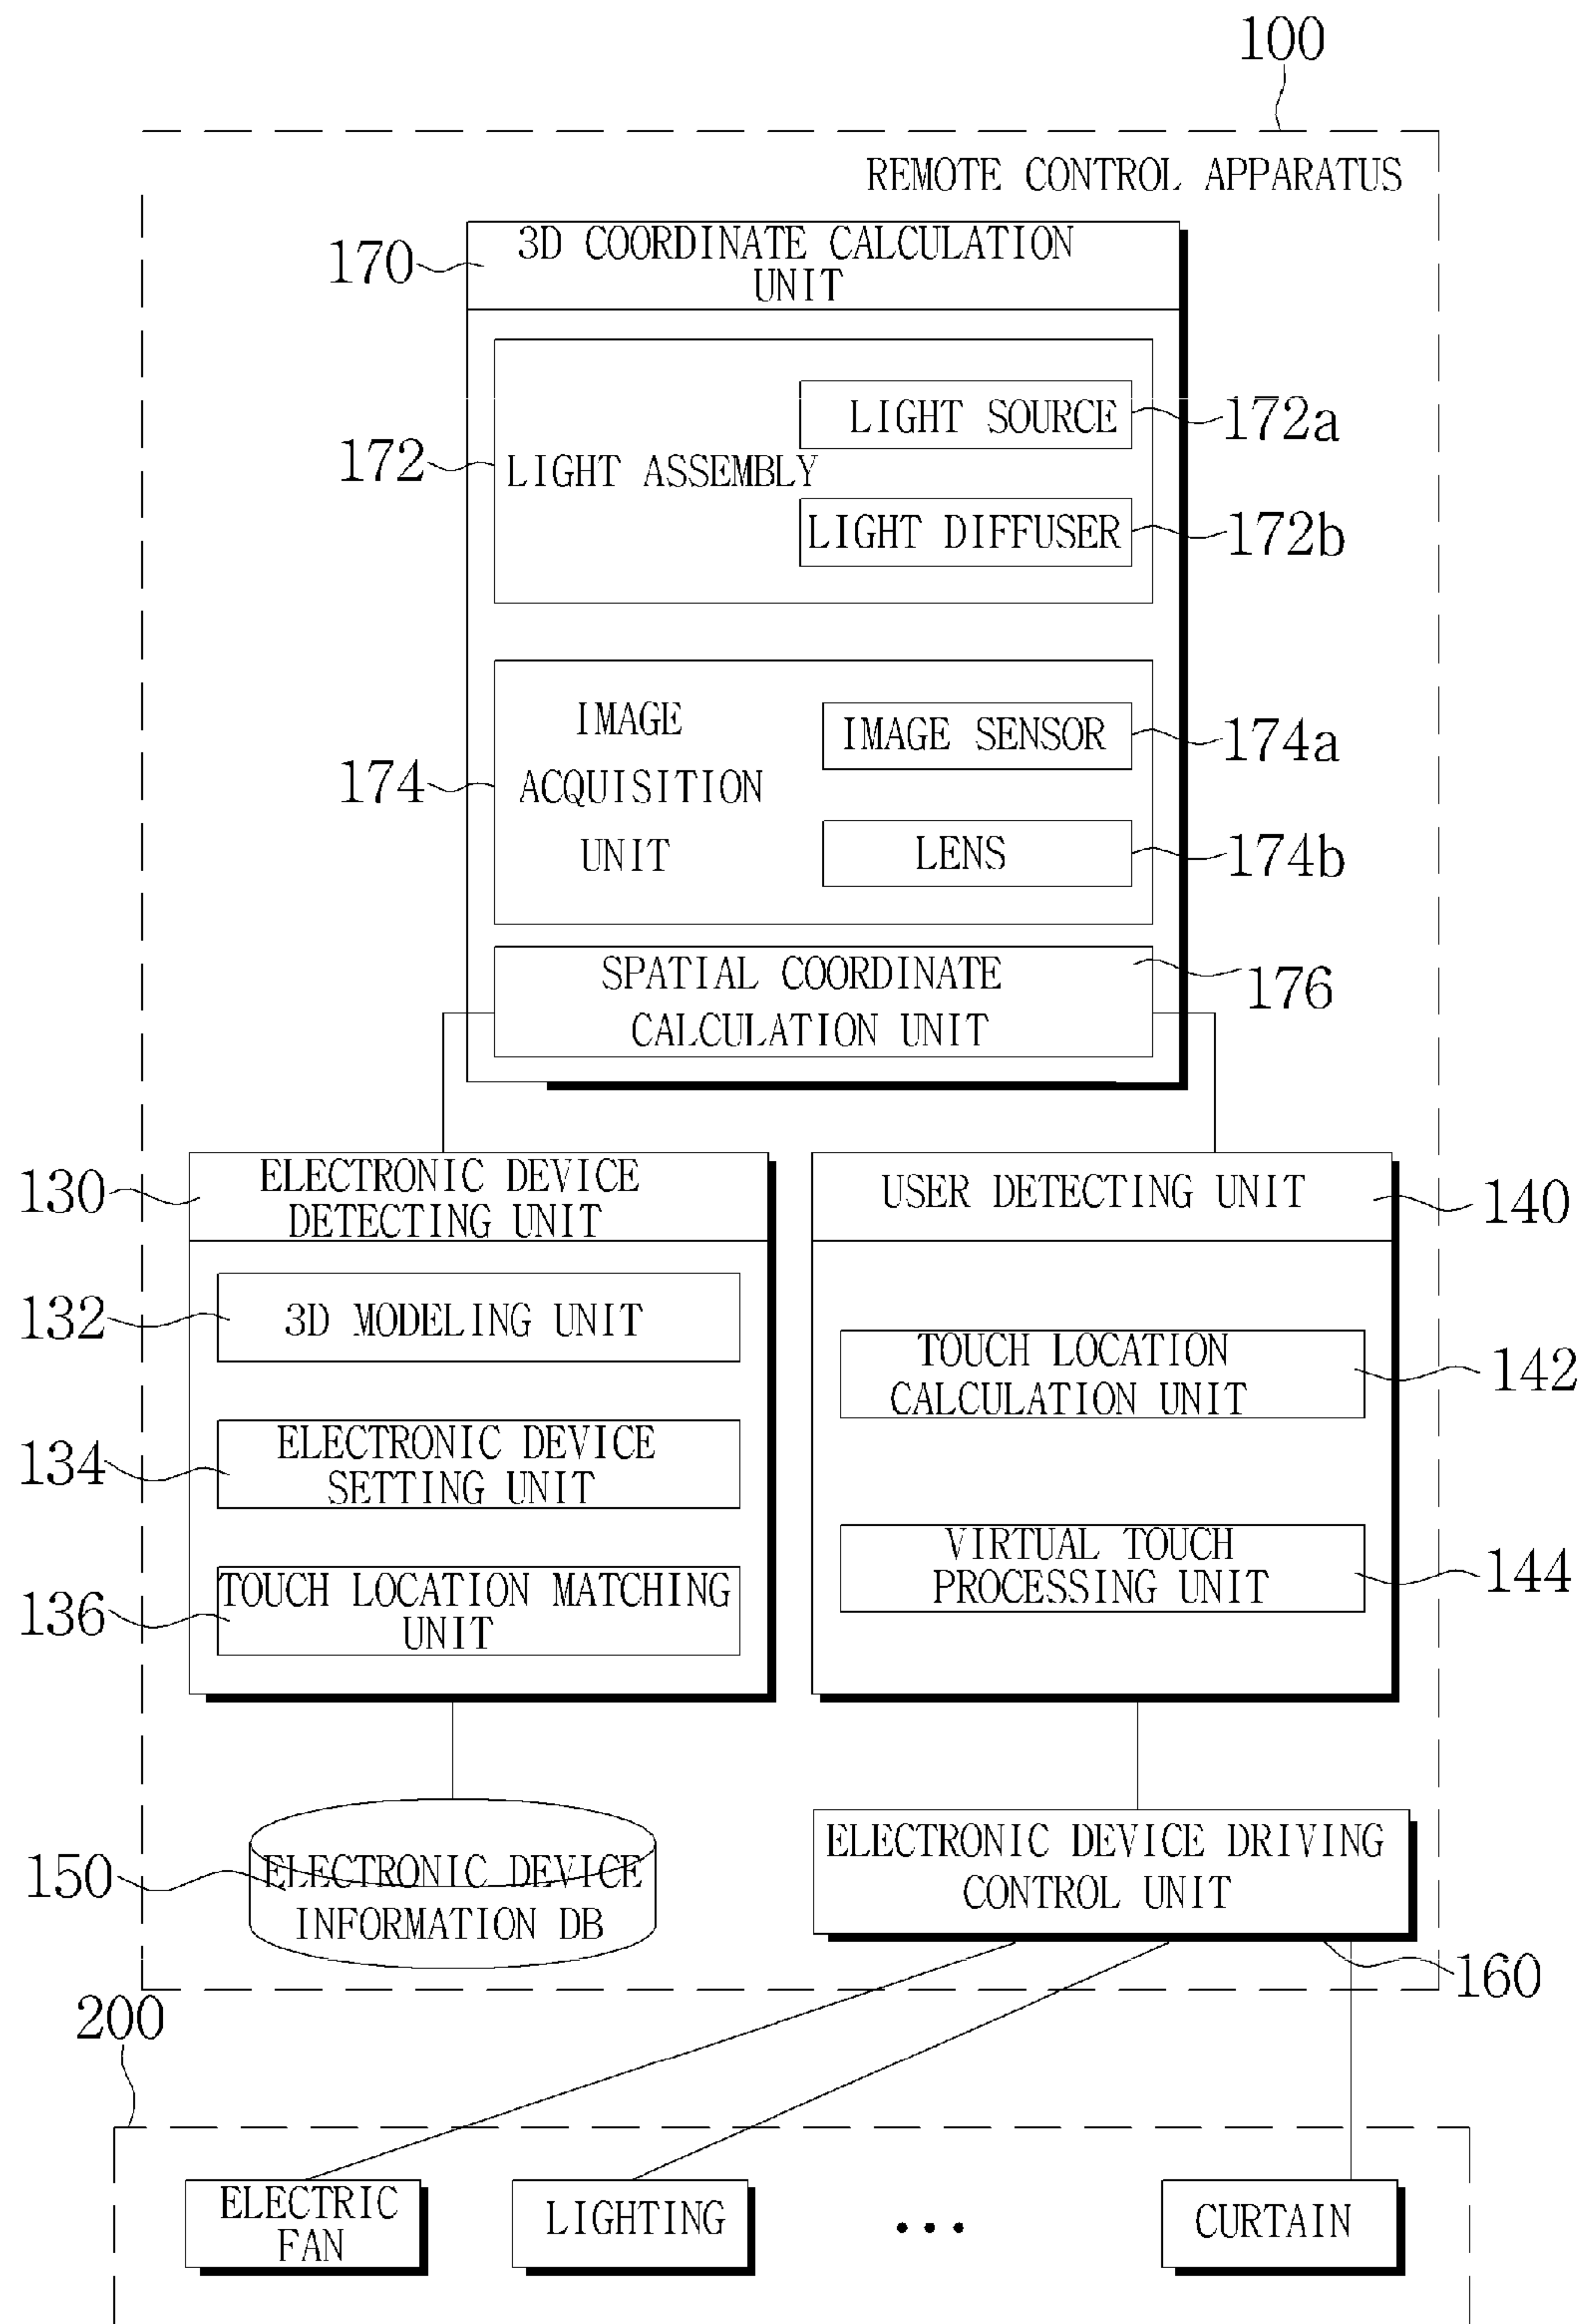 100
REMOTE CONTROL APPARATUS
170
3D COORDINATE CALCULATION
UNIT
LIGHT SOURCE
172a
172
LIGHT ASSEMBLY
LIGHT DIFFUSER
172b
IMAGE
ACQUISITION
UNIT
174
IMAGE SENSOR
174a
LENS
174b
SPATIAL COORDINATE
CALCULATION UNIT
176
130
ELECTRONIC DEVICE
DETECTING UNIT
132
3D MODELING UNIT
134
ELECTRONIC DEVICE
SETTING UNIT
136
TOUCH LOCATION MATCHING
UNIT
USER DETECTING UNIT
140
TOUCH LOCATION
CALCULATION UNIT
142
VIRTUAL TOUCH
PROCESSING UNIT
144
150
ELECTRONIC DEVICE
INFORMATION DB
ELECTRONIC DEVICE DRIVING
CONTROL UNIT
160
200
ELECTRIC
FAN
LIGHTING
•••
CURTAIN